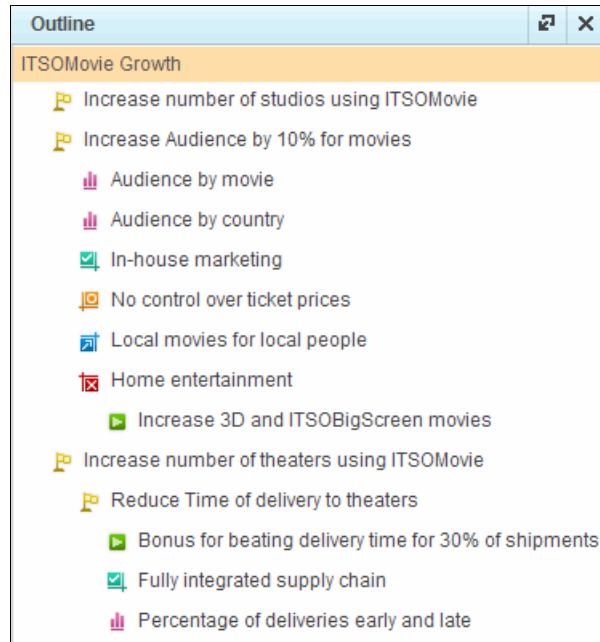 Outline
ITSOMovie Growth
Increase number of studios using ITSOMovie
Increase Audience by 10% for movies
Audience by movie
Audience by country
In-house marketing
No control over ticket prices
Local movies for local people
Home entertainment
Increase 3D and ITSOBigScreen movies
Increase number of theaters using ITSOMovie
Reduce Time of delivery to theaters
Bonus for beating delivery time for 30% of shipments
Fully integrated supply chain
Percentage of deliveries early and late